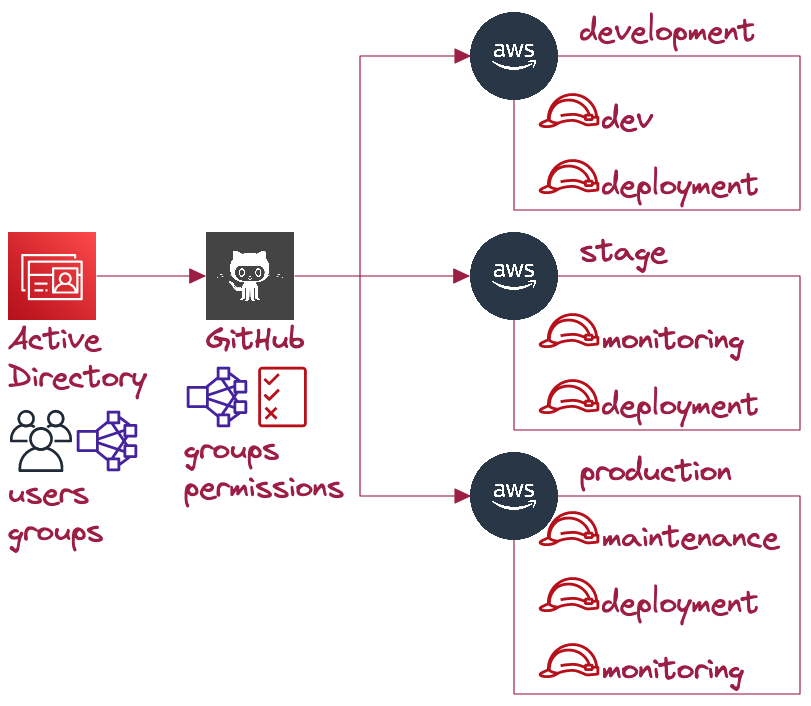 aws
development
dev
deployment
Active
Directory
users
groups
GitHub
groups
permissions
aws
stage
monitoring
deployment
aws
production
maintenance
deployment
monitoring